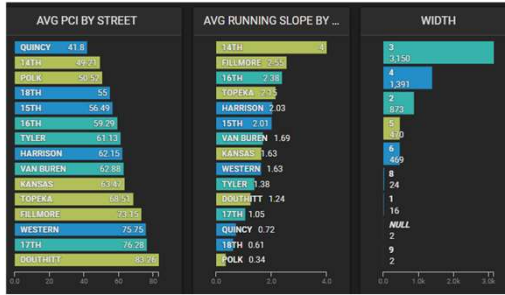 AVG PCI BY STREET
QUINCY 41.8
14TH 49.21
POLK 50.52
18TH 55
15TH 56.49
16TH 59.29
TYLER 61.13
HARRISON 62.15
VAN BUREN 62.88
KANSAS 63.47
TOPEKA 68.51
FILLMORE 73.15
WESTERN 75.75
17TH 76.28
DOUTHITT 83.26
0.0 20 40 60 80
AVG RUNNING SLOPE BY ...
14TH 4
FILLMORE 2.55
16TH 2.38
TOPEKA 2.15
HARRISON 2.03
15TH 2.01
VAN BUREN 1.69
KANSAS 1.63
WESTERN 1.63
TYLER 1.38
DOUTHITT 1.24
17TH 1.05
QUINCY 0.72
18TH 0.61
POLK 0.34
0.0 2.0 4.0
WIDTH
3
3,150
4
1,391
2
873
5
470
6
469
8
24
1
16
NULL
2
9
2
0.0 1.0k 2.0k 3.0k